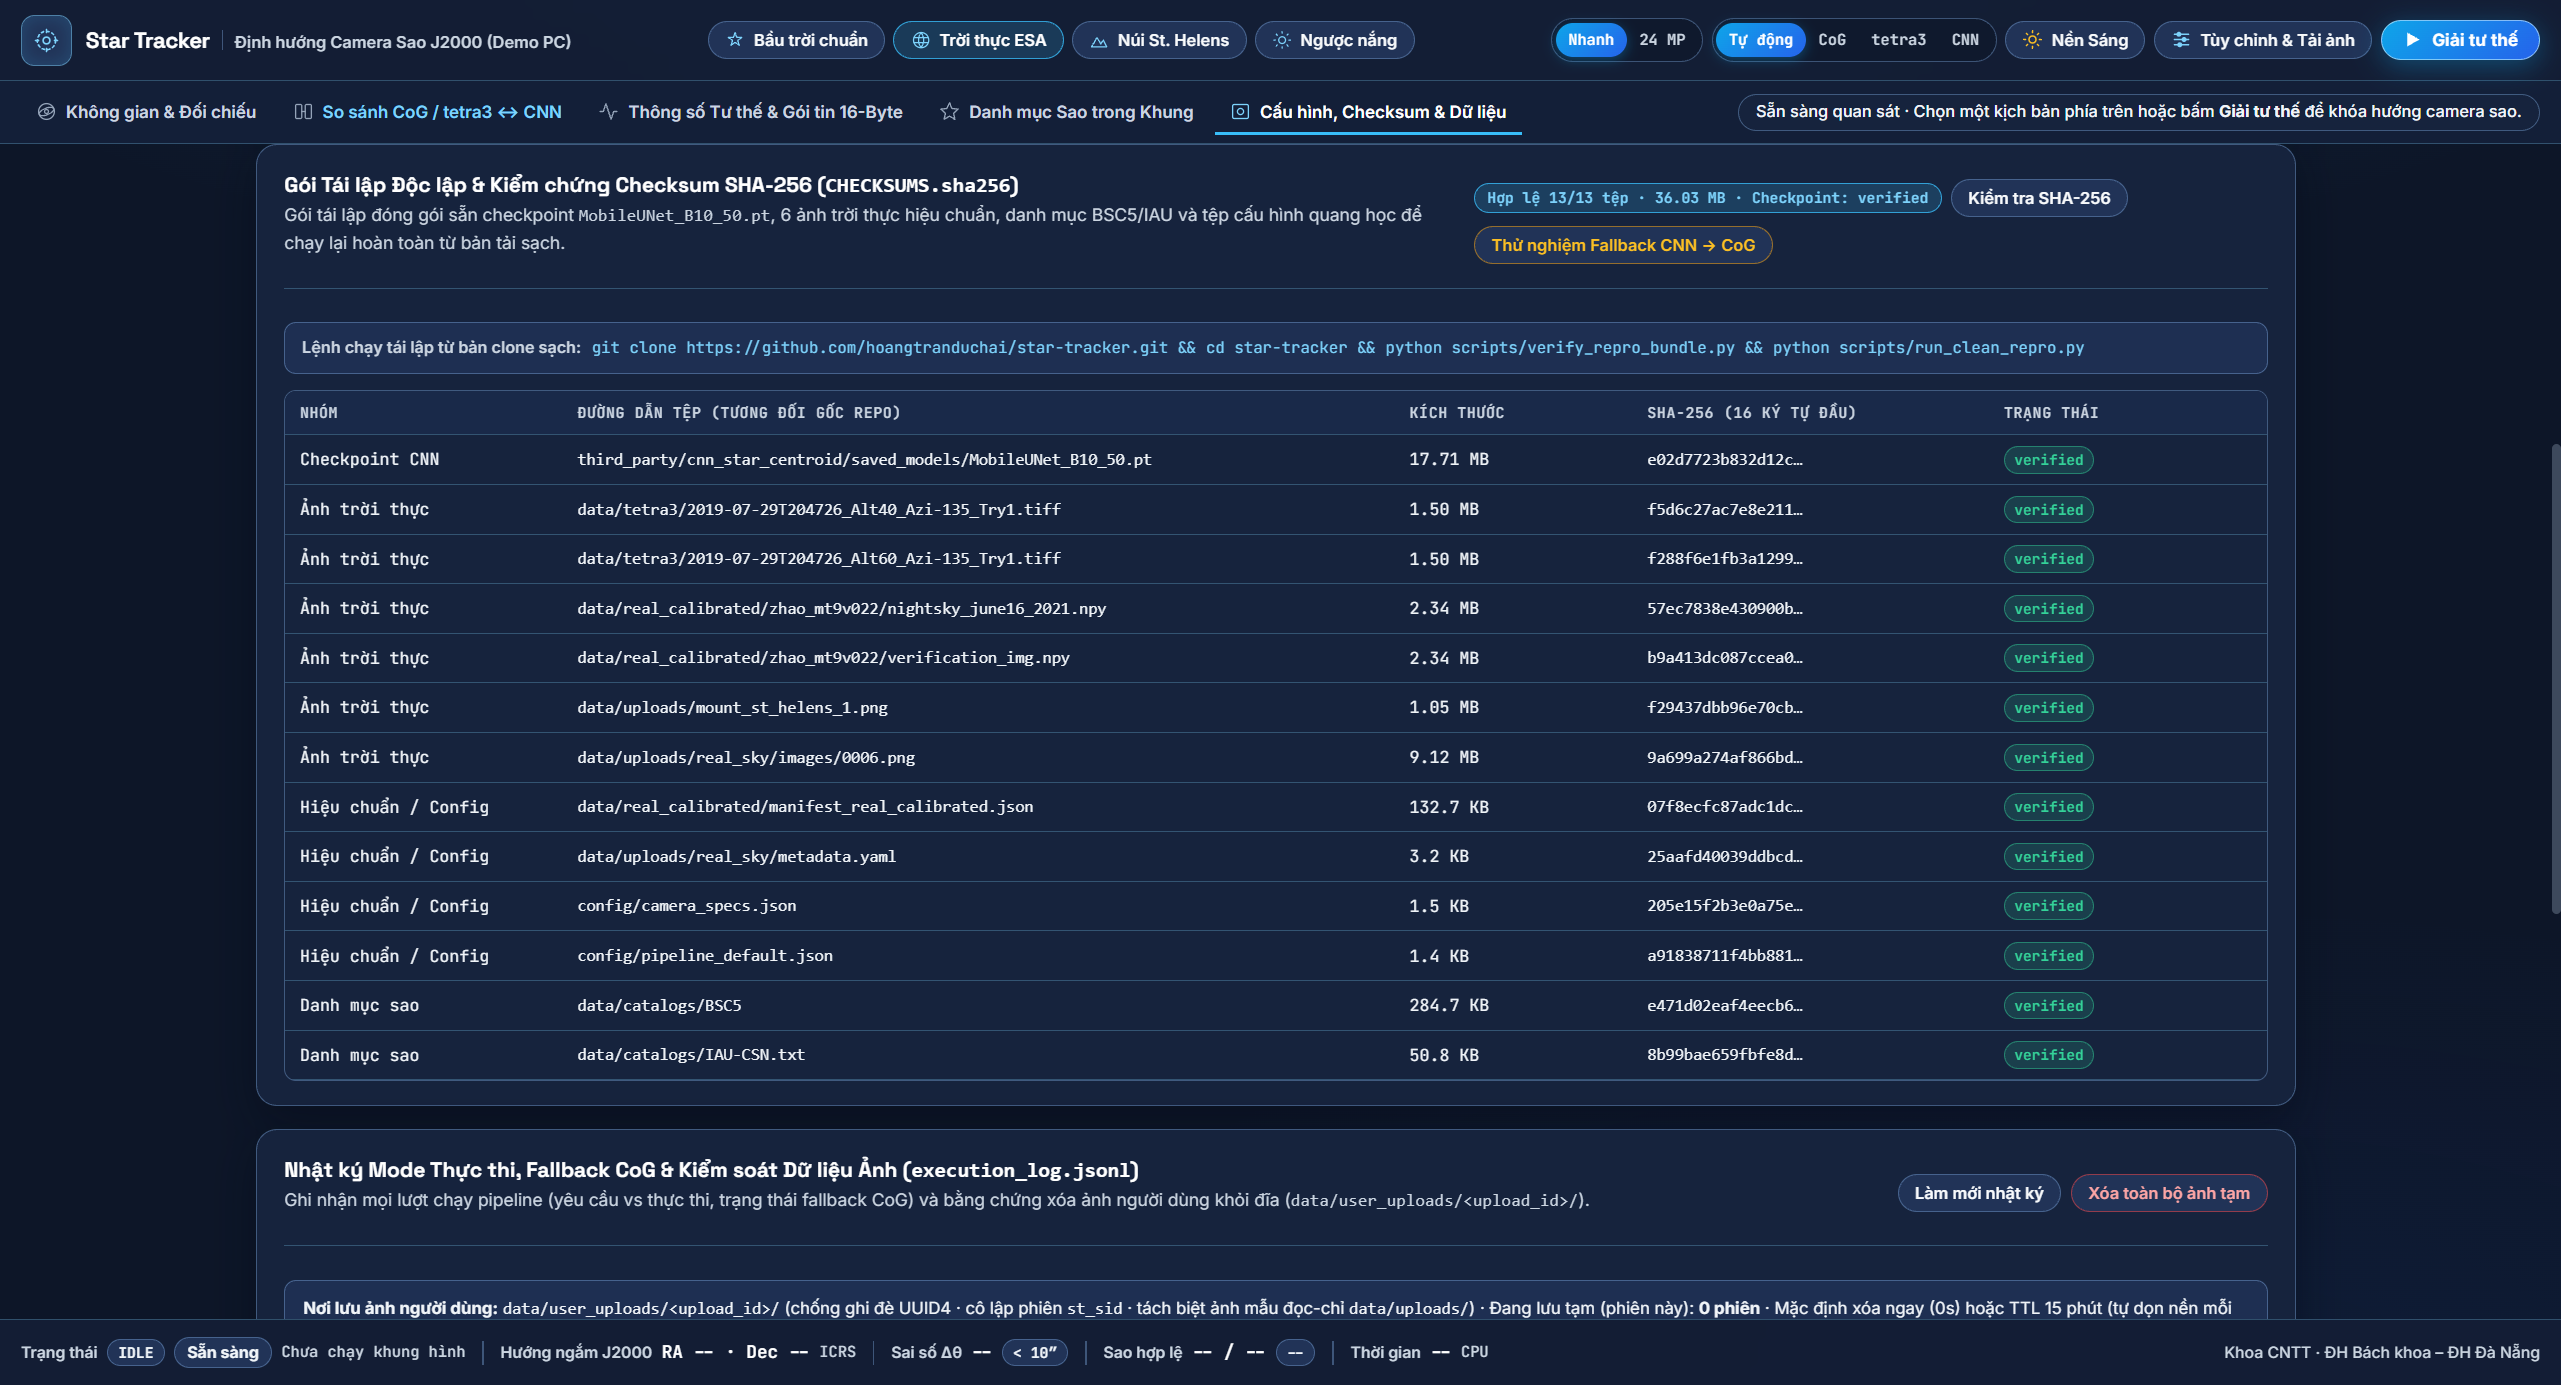 Star Tracker
Định hướng Camera Sao J2000 (Demo PC)
Bầu trời chuẩn
Trời thực ESA
Núi St. Helens
Ngược nắng
Nhanh 24 MP
Tự động CoG tetra3 CNN
Nền Sáng
Tùy chỉnh & Tải ảnh
Giải tư thế
Không gian & Đối chiếu
So sánh CoG / tetra3 ↔ CNN
Thông số Tư thế & Gói tin 16-Byte
Danh mục Sao trong Khung
Cấu hình, Checksum & Dữ liệu
Sẵn sàng quan sát · Chọn một kịch bản phía trên hoặc bấm Giải tư thế để khóa hướng camera sao.
Gói Tái lập Độc lập & Kiểm chứng Checksum SHA-256 (CHECKSUMS.sha256)
Gói tái lập đóng gói sẵn checkpoint MobileUNet_B10_50.pt, 6 ảnh trời thực hiệu chuẩn, danh mục BSC5/IAU và tệp cấu hình quang học để
chạy lại hoàn toàn từ bản tải sạch.
Hợp lệ 13/13 tệp · 36.03 MB · Checkpoint: verified
Kiểm tra SHA-256
Thử nghiệm Fallback CNN → CoG
Lệnh chạy tái lập từ bản clone sạch: git clone https://github.com/hoangtranduchai/star-tracker.git && cd star-tracker && python scripts/verify_repro_bundle.py && python scripts/run_clean_repro.py
NHÓM ĐƯỜNG DẪN TỆP (TƯƠNG ĐỐI GỐC REPO) KÍCH THƯỚC SHA-256 (16 KÝ TỰ ĐẦU) TRẠNG THÁI
Checkpoint CNN third_party/cnn_star_centroid/saved_models/MobileUNet_B10_50.pt 17.71 MB e02d7723b832d12c… verified
Ảnh trời thực data/tetra3/2019-07-29T204726_Alt40_Azi-135_Try1.tiff 1.50 MB f5d6c27ac7e8e211… verified
Ảnh trời thực data/tetra3/2019-07-29T204726_Alt60_Azi-135_Try1.tiff 1.50 MB f288f6e1fb3a1299… verified
Ảnh trời thực data/real_calibrated/zhao_mt9v022/nightsky_june16_2021.npy 2.34 MB 57ec7838e430900b… verified
Ảnh trời thực data/real_calibrated/zhao_mt9v022/verification_img.npy 2.34 MB b9a413dc087ccea0… verified
Ảnh trời thực data/uploads/mount_st_helens_1.png 1.05 MB f29437dbb96e70cb… verified
Ảnh trời thực data/uploads/real_sky/images/0006.png 9.12 MB 9a699a274af866bd… verified
Hiệu chuẩn / Config data/real_calibrated/manifest_real_calibrated.json 132.7 KB 07f8ecfc87adc1dc… verified
Hiệu chuẩn / Config data/uploads/real_sky/metadata.yaml 3.2 KB 25aafd40039ddbcd… verified
Hiệu chuẩn / Config config/camera_specs.json 1.5 KB 205e15f2b3e0a75e… verified
Hiệu chuẩn / Config config/pipeline_default.json 1.4 KB a91838711f4bb881… verified
Danh mục sao data/catalogs/BSC5 284.7 KB e471d02eaf4eecb6… verified
Danh mục sao data/catalogs/IAU-CSN.txt 50.8 KB 8b99bae659fbfe8d… verified
Nhật ký Mode Thực thi, Fallback CoG & Kiểm soát Dữ liệu Ảnh (execution_log.jsonl)
Ghi nhận mọi lượt chạy pipeline (yêu cầu vs thực thi, trạng thái fallback CoG) và bằng chứng xóa ảnh người dùng khỏi đĩa (data/user_uploads/<upload_id>/).
Làm mới nhật ký
Xóa toàn bộ ảnh tạm
Nơi lưu ảnh người dùng: data/user_uploads/<upload_id>/ (chống ghi đè UUID4 · cô lập phiên st_sid · tách biệt ảnh mẫu đọc-chỉ data/uploads/) · Đang lưu tạm (phiên này): 0 phiên · Mặc định xóa ngay (0s) hoặc TTL 15 phút (tự dọn nền mỗi
Trạng thái IDLE Sẵn sàng Chưa chạy khung hình Hướng ngắm J2000 RA -- · Dec -- ICRS Sai số Δθ -- < 10″ Sao hợp lệ -- / -- -- Thời gian -- CPU Khoa CNTT · ĐH Bách khoa – ĐH Đà Nẵng